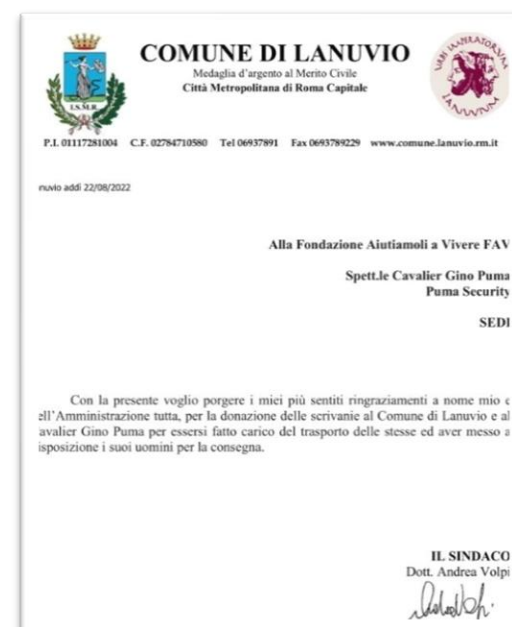 COMUNE DI LANUVIO
Medaglia d'argento al Merito Civile
Città Metropolitana di Roma Capitale
I.S.M.R.
P.I. 01117281004 C.F. 02784710580 Tel 06937891 Fax 0693789229 www.comune.lanuvio.rm.it
nuvio addì 22/08/2022
Alla Fondazione Aiutiamoli a Vivere FAV
Spett.le Cavalier Gino Puma
Puma Security
SEDI
Con la presente voglio porgere i miei più sentiti ringraziamenti a nome mio e
ell'Amministrazione tutta, per la donazione delle scrivanie al Comune di Lanuvio e al
avalier Gino Puma per essersi fatto carico del trasporto delle stesse ed aver messo a
isposizione i suoi uomini per la consegna.
IL SINDACO
Dott. Andrea Volpi